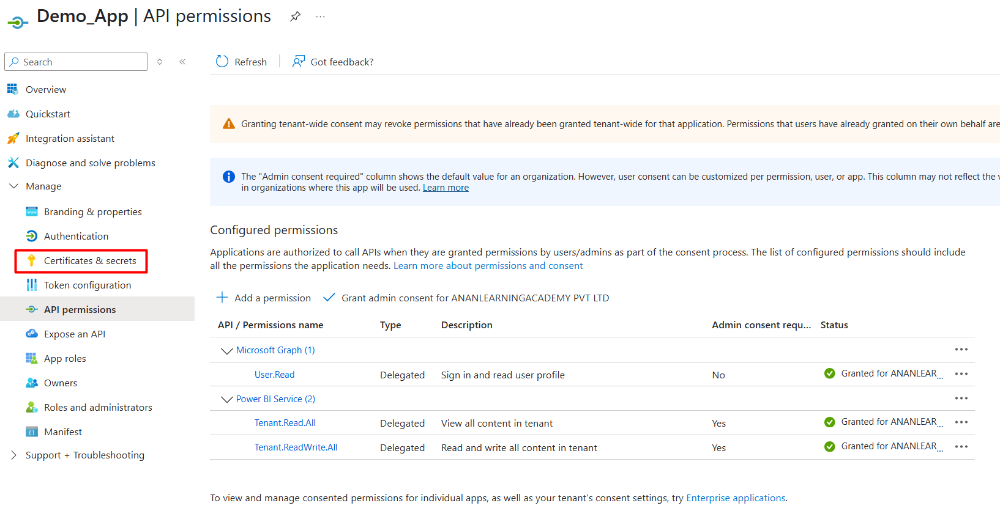 Demo_App | API permissions
Search
Refresh
Got feedback?
Overview
Quickstart
Integration assistant
Diagnose and solve problems
Manage
Branding & properties
Authentication
Certificates & secrets
Token configuration
API permissions
Expose an API
App roles
Owners
Roles and administrators
Manifest
Support + Troubleshooting
Granting tenant-wide consent may revoke permissions that have already been granted tenant-wide for that application. Permissions that users have already granted on their own behalf are
The "Admin consent required" column shows the default value for an organization. However, user consent can be customized per permission, user, or app. This column may not reflect the
in organizations where this app will be used. Learn more
Configured permissions
Applications are authorized to call APIs when they are granted permissions by users/admins as part of the consent process. The list of configured permissions should include
all the permissions the application needs. Learn more about permissions and consent
Add a permission
Grant admin consent for ANANLEARNINGACADEMY PVT LTD
API / Permissions name Type Description Admin consent requ... Status
Microsoft Graph (1)
User.Read Delegated Sign in and read user profile No Granted for ANANLEAR...
Power BI Service (2)
Tenant.Read.All Delegated View all content in tenant Yes Granted for ANANLEAR...
Tenant.ReadWrite.All Delegated Read and write all content in tenant Yes Granted for ANANLEAR...
To view and manage consented permissions for individual apps, as well as your tenant's consent settings, try Enterprise applications.